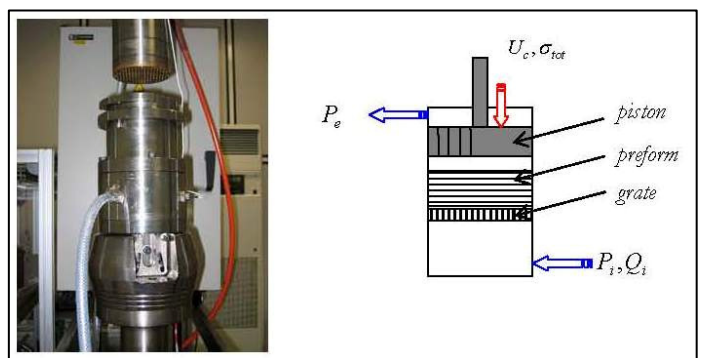 U_c, σ_tot
P_e
piston
preform
grate
P_i, Q_i